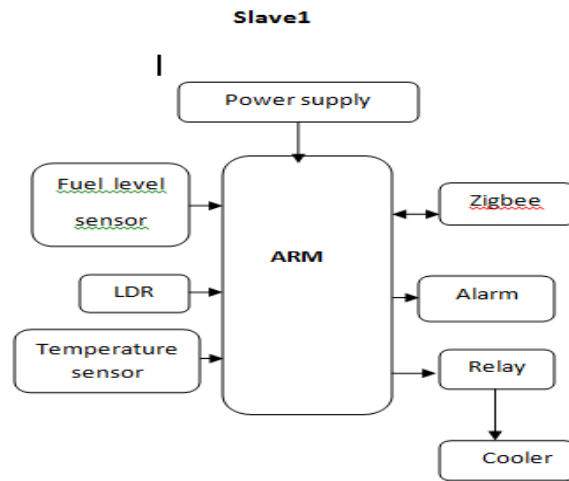 Slave1
Power supply
Fuel level
sensor
Zigbee
ARM
LDR
Alarm
Temperature
sensor
Relay
Cooler